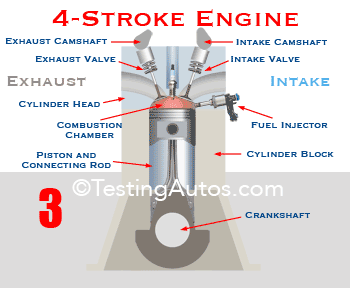 4-Stroke Engine
Exhaust Camshaft
Intake Camshaft
Exhaust Valve
Intake Valve
Exhaust
Intake
Cylinder Head
Combustion
Chamber
Fuel Injector
Piston and
Connecting Rod
Cylinder Block
©TestingAutos.com
3
Crankshaft